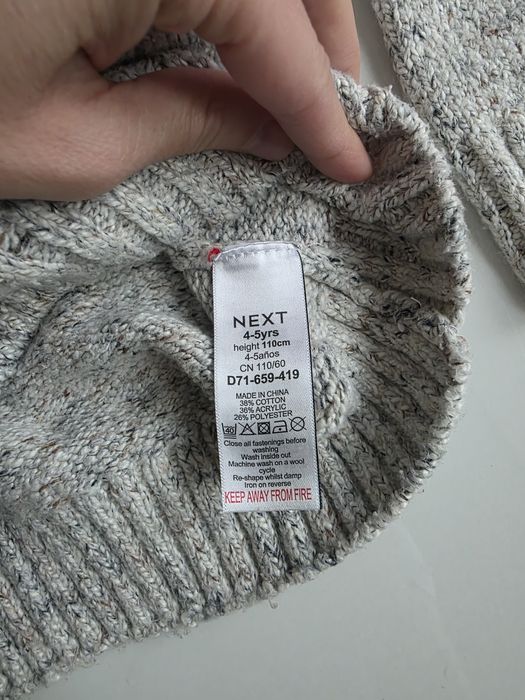 NEXT
4-5yrs
height 110cm
4-5años
CN 110/60
D71-659-419
MADE IN CHINA
38% COTTON
36% ACRYLIC
26% POLYESTER
40
Close all fastenings before
washing
Wash inside out
Machine wash on a wool
cycle
Re-shape whilst damp
Iron on reverse
KEEP AWAY FROM FIRE